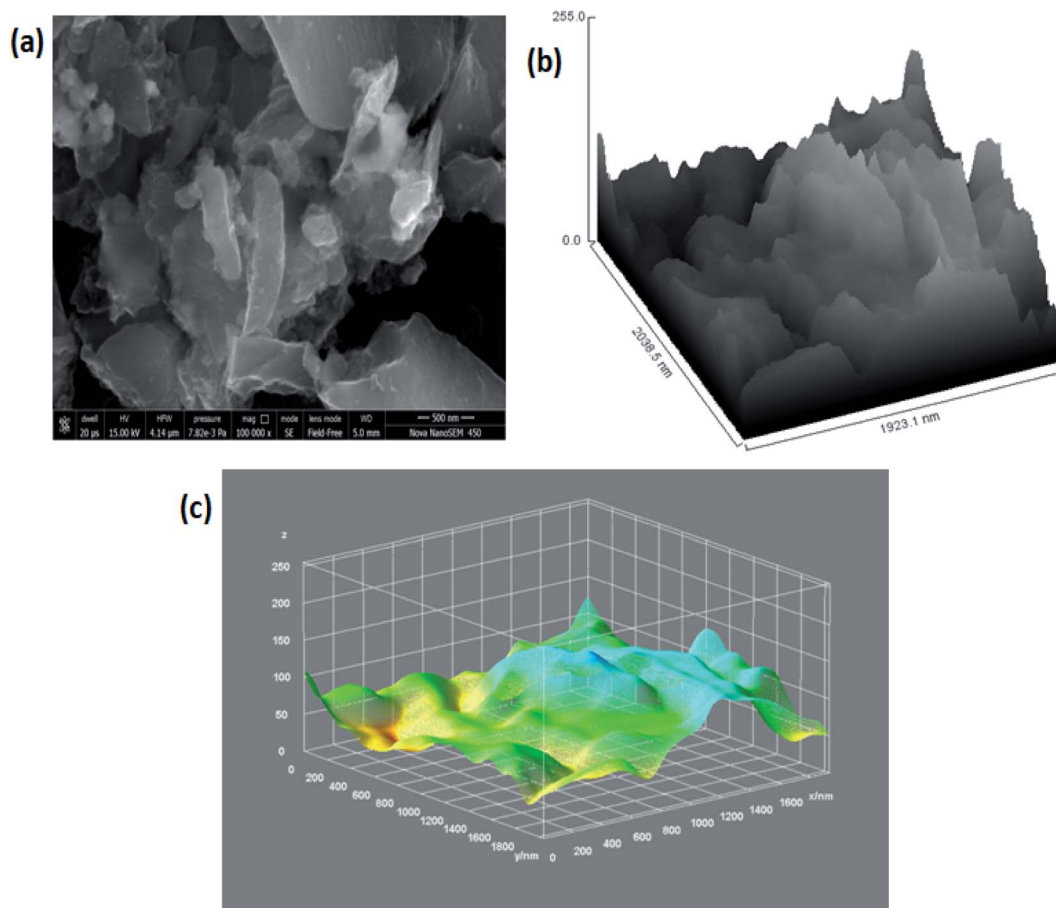 (a)
dwell HV HFW pressure mag □ mode lens mode WD 500 nm
20 µs 15.00 kV 4.14 µm 7.82e-3 Pa 100 000 x SE Field-Free 5.0 mm Nova NanoSEM 450
(b)
255.0
0.0
2038.5 nm
1923.1 nm
(c)
z
250
200
150
100
50
0
0 200 400 600 800 1000 1200 1400 1600 1800 y/nm
0 200 400 600 800 1000 1200 1400 1600 x/nm